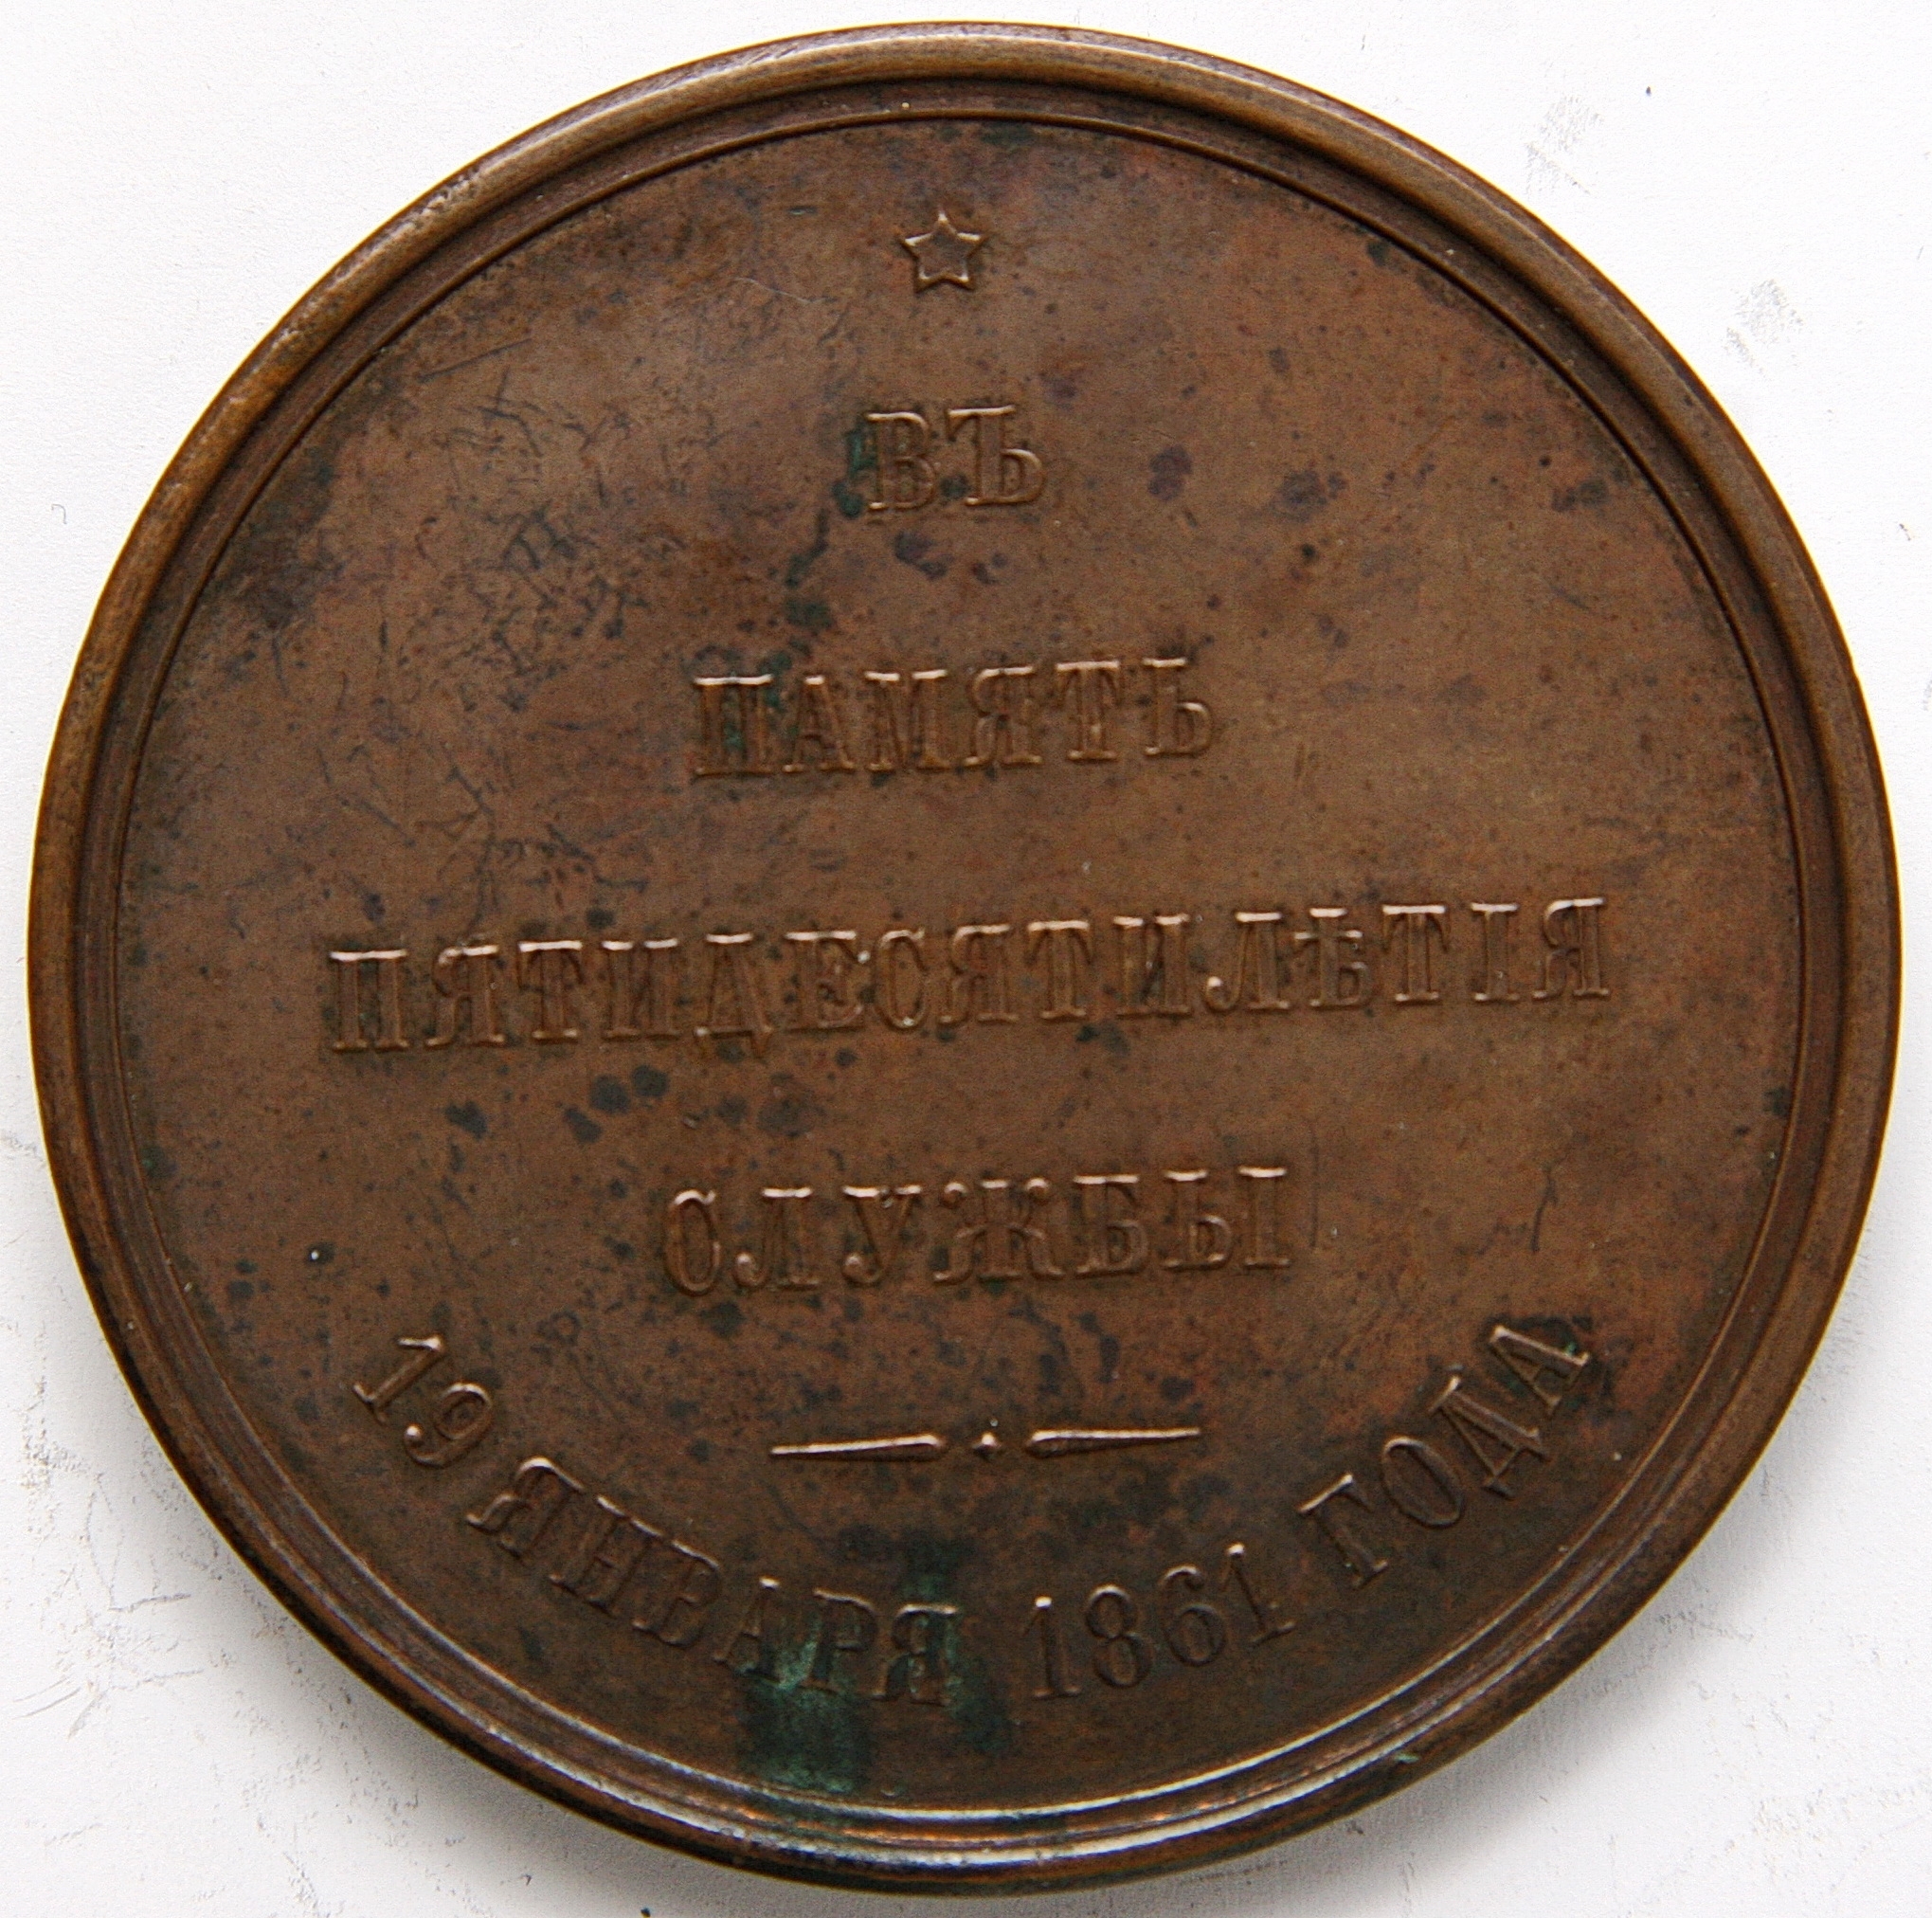 ВЪ
ПАМЯТЬ
ПЯТИДЕСЯТИЛѢТІЯ
СЛУЖБЫ
19 ЯНВАРЯ 1861 ГОДА